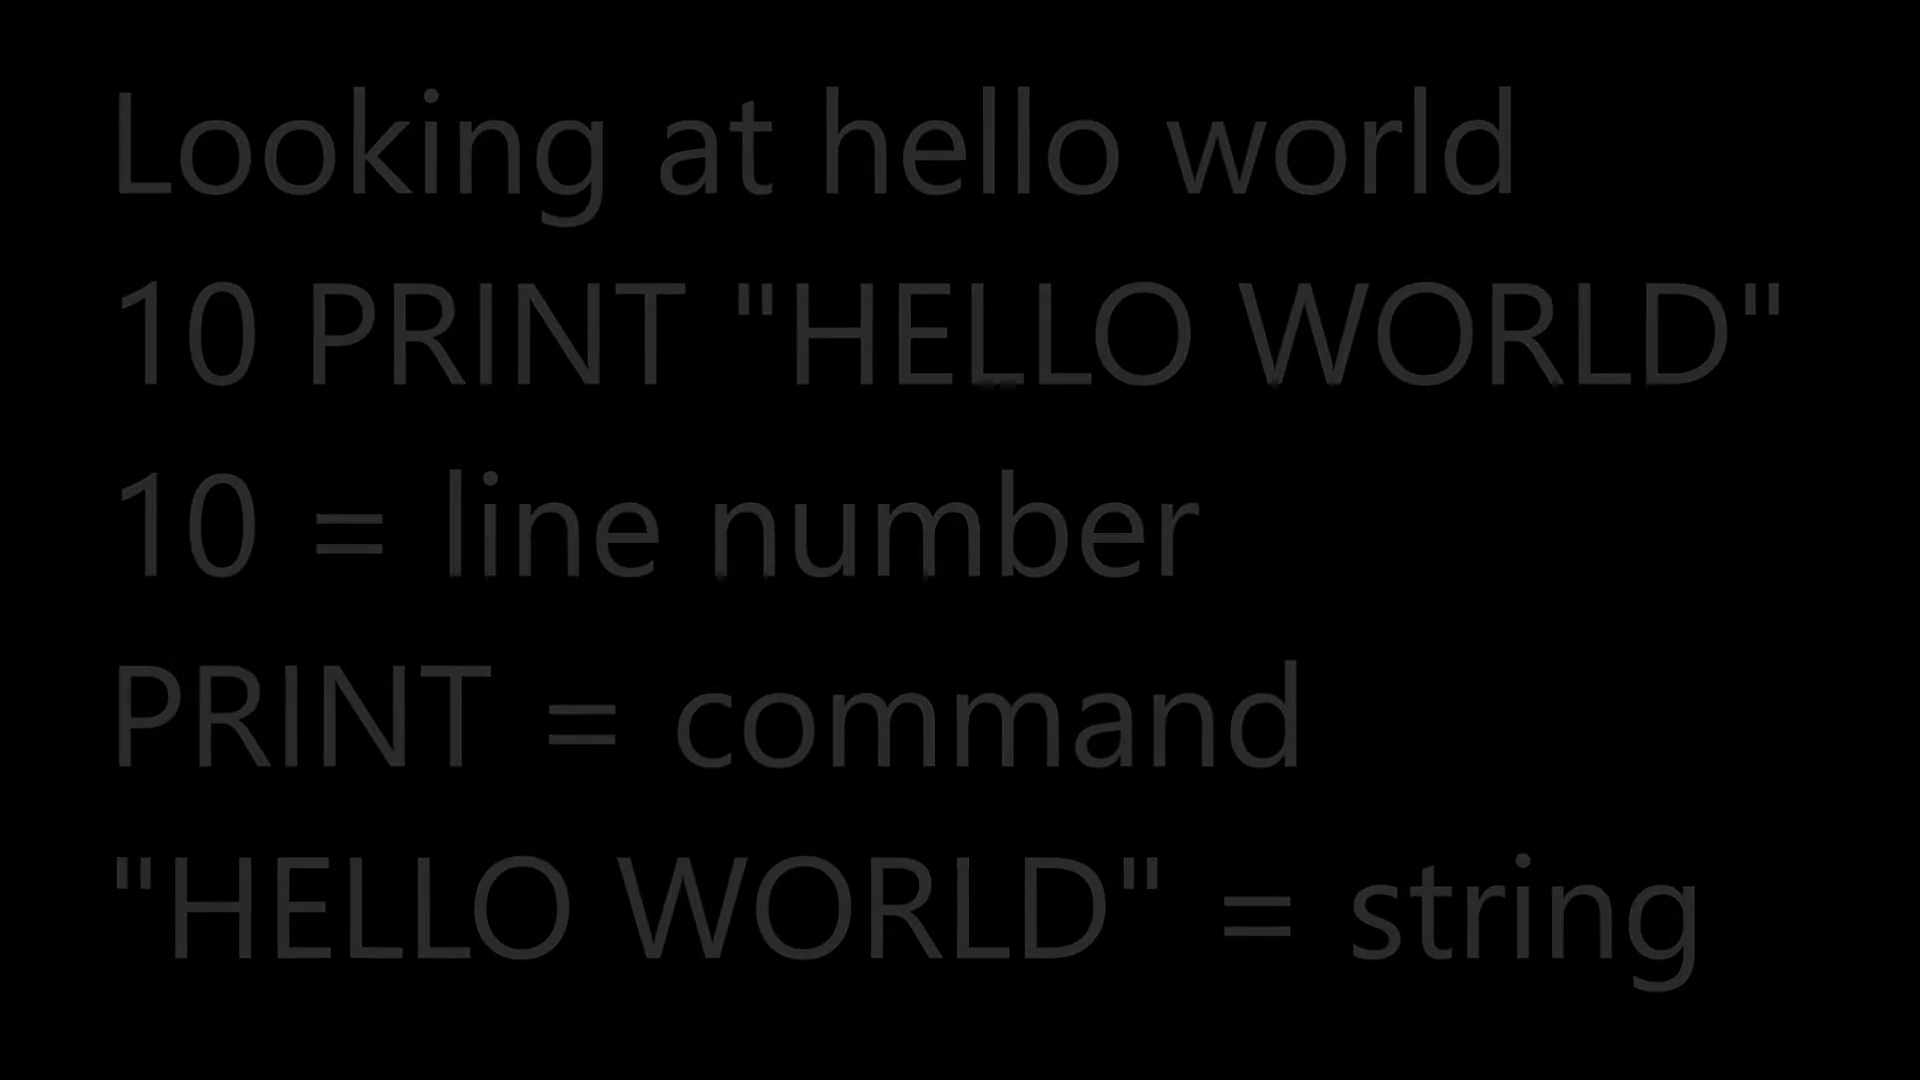 Looking at hello world
10 PRINT "HELLO WORLD"
10 = line number
PRINT = command
"HELLO WORLD" = string